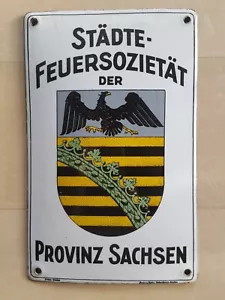 STÄDTE-
FEUERSOZIETÄT
DER
PROVINZ SACHSEN